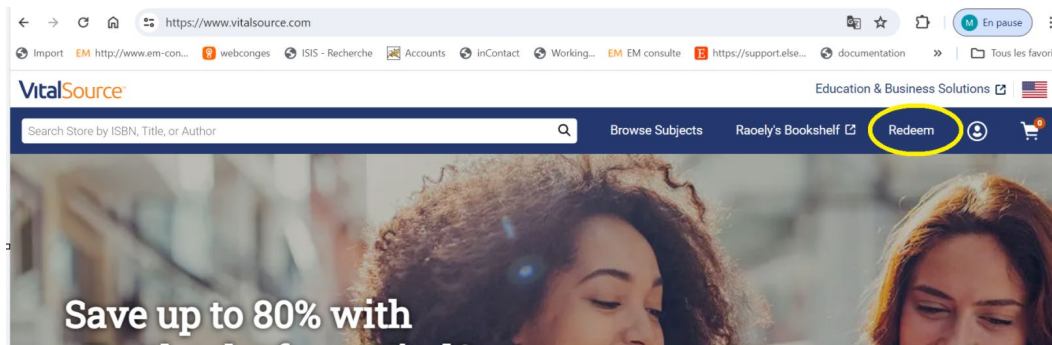 https://www.vitalsource.com
M En pause
Import EM http://www.em-con... webconges ISIS - Recherche Accounts inContact Working... EM EM consulte E https://support.else... documentation » Tous les favori
VitalSource
Education & Business Solutions
Search Store by ISBN, Title, or Author
Browse Subjects Raoely's Bookshelf Redeem 0
Save up to 80% with